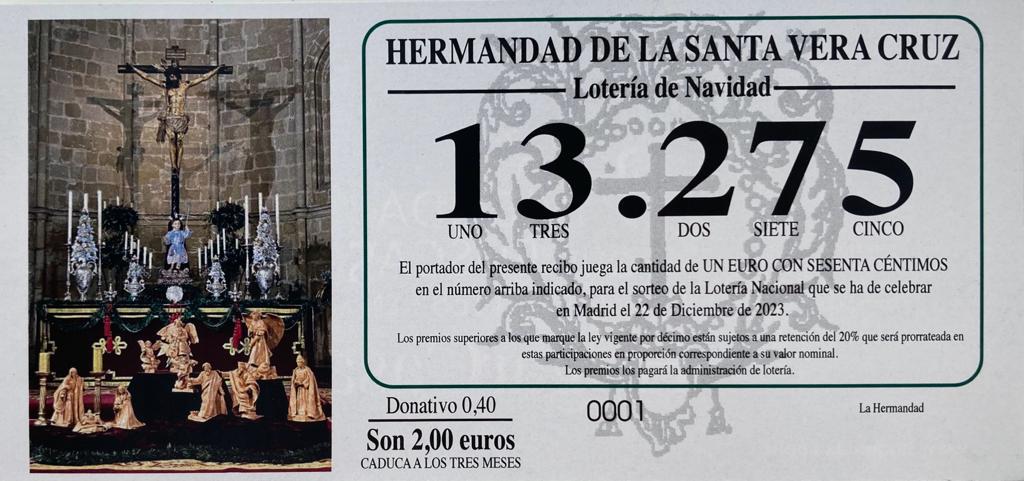 HERMANDAD DE LA SANTA VERA CRUZ
Lotería de Navidad
13.275
UNO TRES DOS SIETE CINCO
El portador del presente recibo juega la cantidad de UN EURO CON SESENTA CÉNTIMOS
en el número arriba indicado, para el sorteo de la Lotería Nacional que se ha de celebrar
en Madrid el 22 de Diciembre de 2023.
Los premios superiores a los que marque la ley vigente por décimo están sujetos a una retención del 20% que será prorrateada en
estas participaciones en proporción correspondiente a su valor nominal.
Los premios los pagará la administración de lotería.
Donativo 0,40
0001
La Hermandad
Son 2,00 euros
CADUCA A LOS TRES MESES